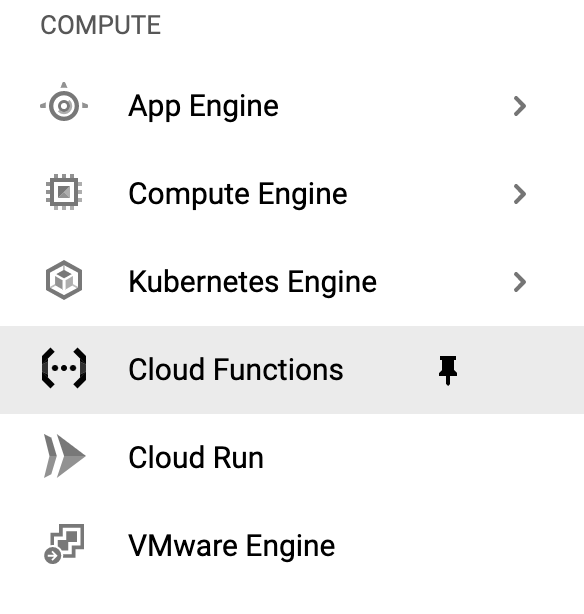 COMPUTE
App Engine
Compute Engine
Kubernetes Engine
Cloud Functions
Cloud Run
VMware Engine